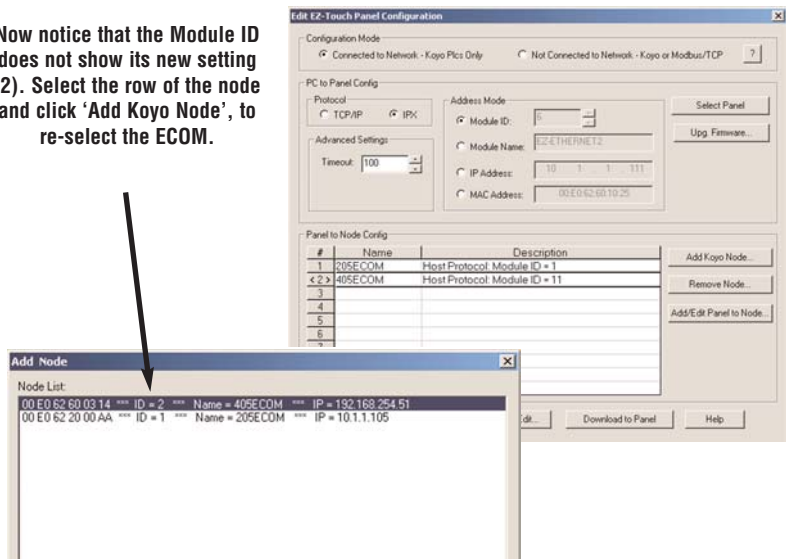 Now notice that the Module ID
does not show its new setting
2). Select the row of the node
and click ‘Add Koyo Node’, to
re-select the ECOM.
Edit EZ-Touch Panel Configuration
Configuration Mode
Connected to Network - Koyo Plcs Only
Not Connected to Network - Koyo or Modbus/TCP
?
PC to Panel Config
Protocol
TCP/IP
IPX
Advanced Settings
Timeout: 100
Address Mode
Module ID: 6
Module Name: EZ-ETHERNET2
IP Address: 10 . 1 . 1 . 111
MAC Address: 00:E0:62:60:10:25
Select Panel
Upg. Firmware...
Panel to Node Config
# Name Description
1 205ECOM Host Protocol: Module ID = 1
<2> 405ECOM Host Protocol: Module ID = 11
3
4
5
6
Add Koyo Node...
Remove Node...
Add/Edit Panel to Node...
Download to Panel
Help
Add Node
Node List:
00 E0 62 60 03 14 *** ID = 2 *** Name = 405ECOM *** IP = 192.168.254.51
00 E0 62 20 00 AA *** ID = 1 *** Name = 205ECOM *** IP = 10.1.1.105